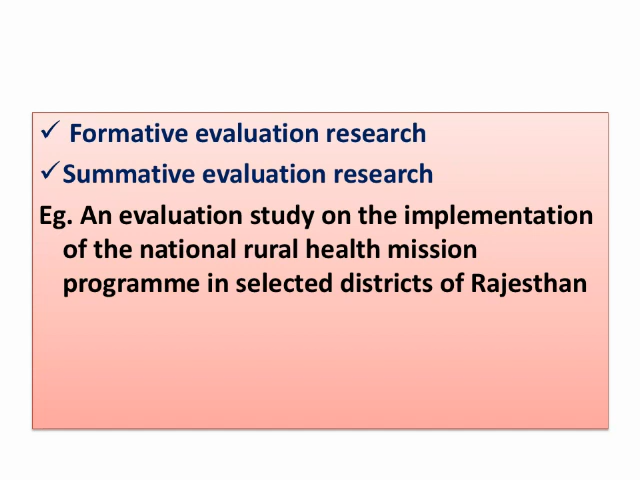 ✓ Formative evaluation research
✓Summative evaluation research
Eg. An evaluation study on the implementation
of the national rural health mission
programme in selected districts of Rajesthan